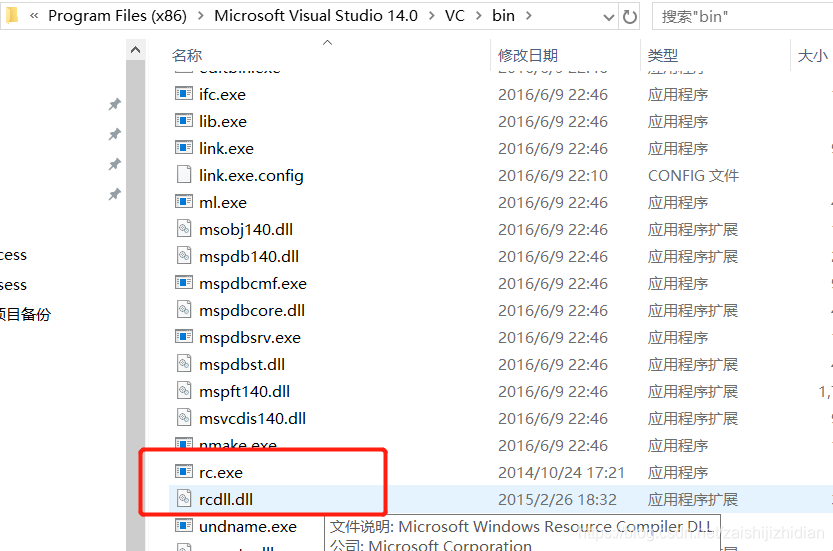 « Program Files (x86) > Microsoft Visual Studio 14.0 > VC > bin >
搜索"bin"
名称 修改日期 类型 大小
editbin.exe 2016/6/9 22:46 应用程序
ifc.exe 2016/6/9 22:46 应用程序
lib.exe 2016/6/9 22:46 应用程序
link.exe 2016/6/9 22:46 应用程序
link.exe.config 2016/6/9 22:10 CONFIG 文件
ml.exe 2016/6/9 22:46 应用程序
msobj140.dll 2016/6/9 22:46 应用程序扩展
mspdb140.dll 2016/6/9 22:46 应用程序扩展
cess
mspdbcmf.exe 2016/6/9 22:46 应用程序
sess
mspdbcore.dll 2016/6/9 22:46 应用程序扩展
项目备份
mspdbsrv.exe 2016/6/9 22:46 应用程序
mspdbst.dll 2016/6/9 22:46 应用程序扩展
mspft140.dll 2016/6/9 22:46 应用程序扩展 1,
msvcdis140.dll 2016/6/9 22:46 应用程序扩展
nmake.exe 2016/6/9 22:46 应用程序
rc.exe 2014/10/24 17:21 应用程序
rcdll.dll 2015/2/26 18:32 应用程序扩展
undname.exe
文件说明: Microsoft Windows Resource Compiler DLL
公司: Microsoft Corporation
https://blog.csdn.net/zaishijizhidian